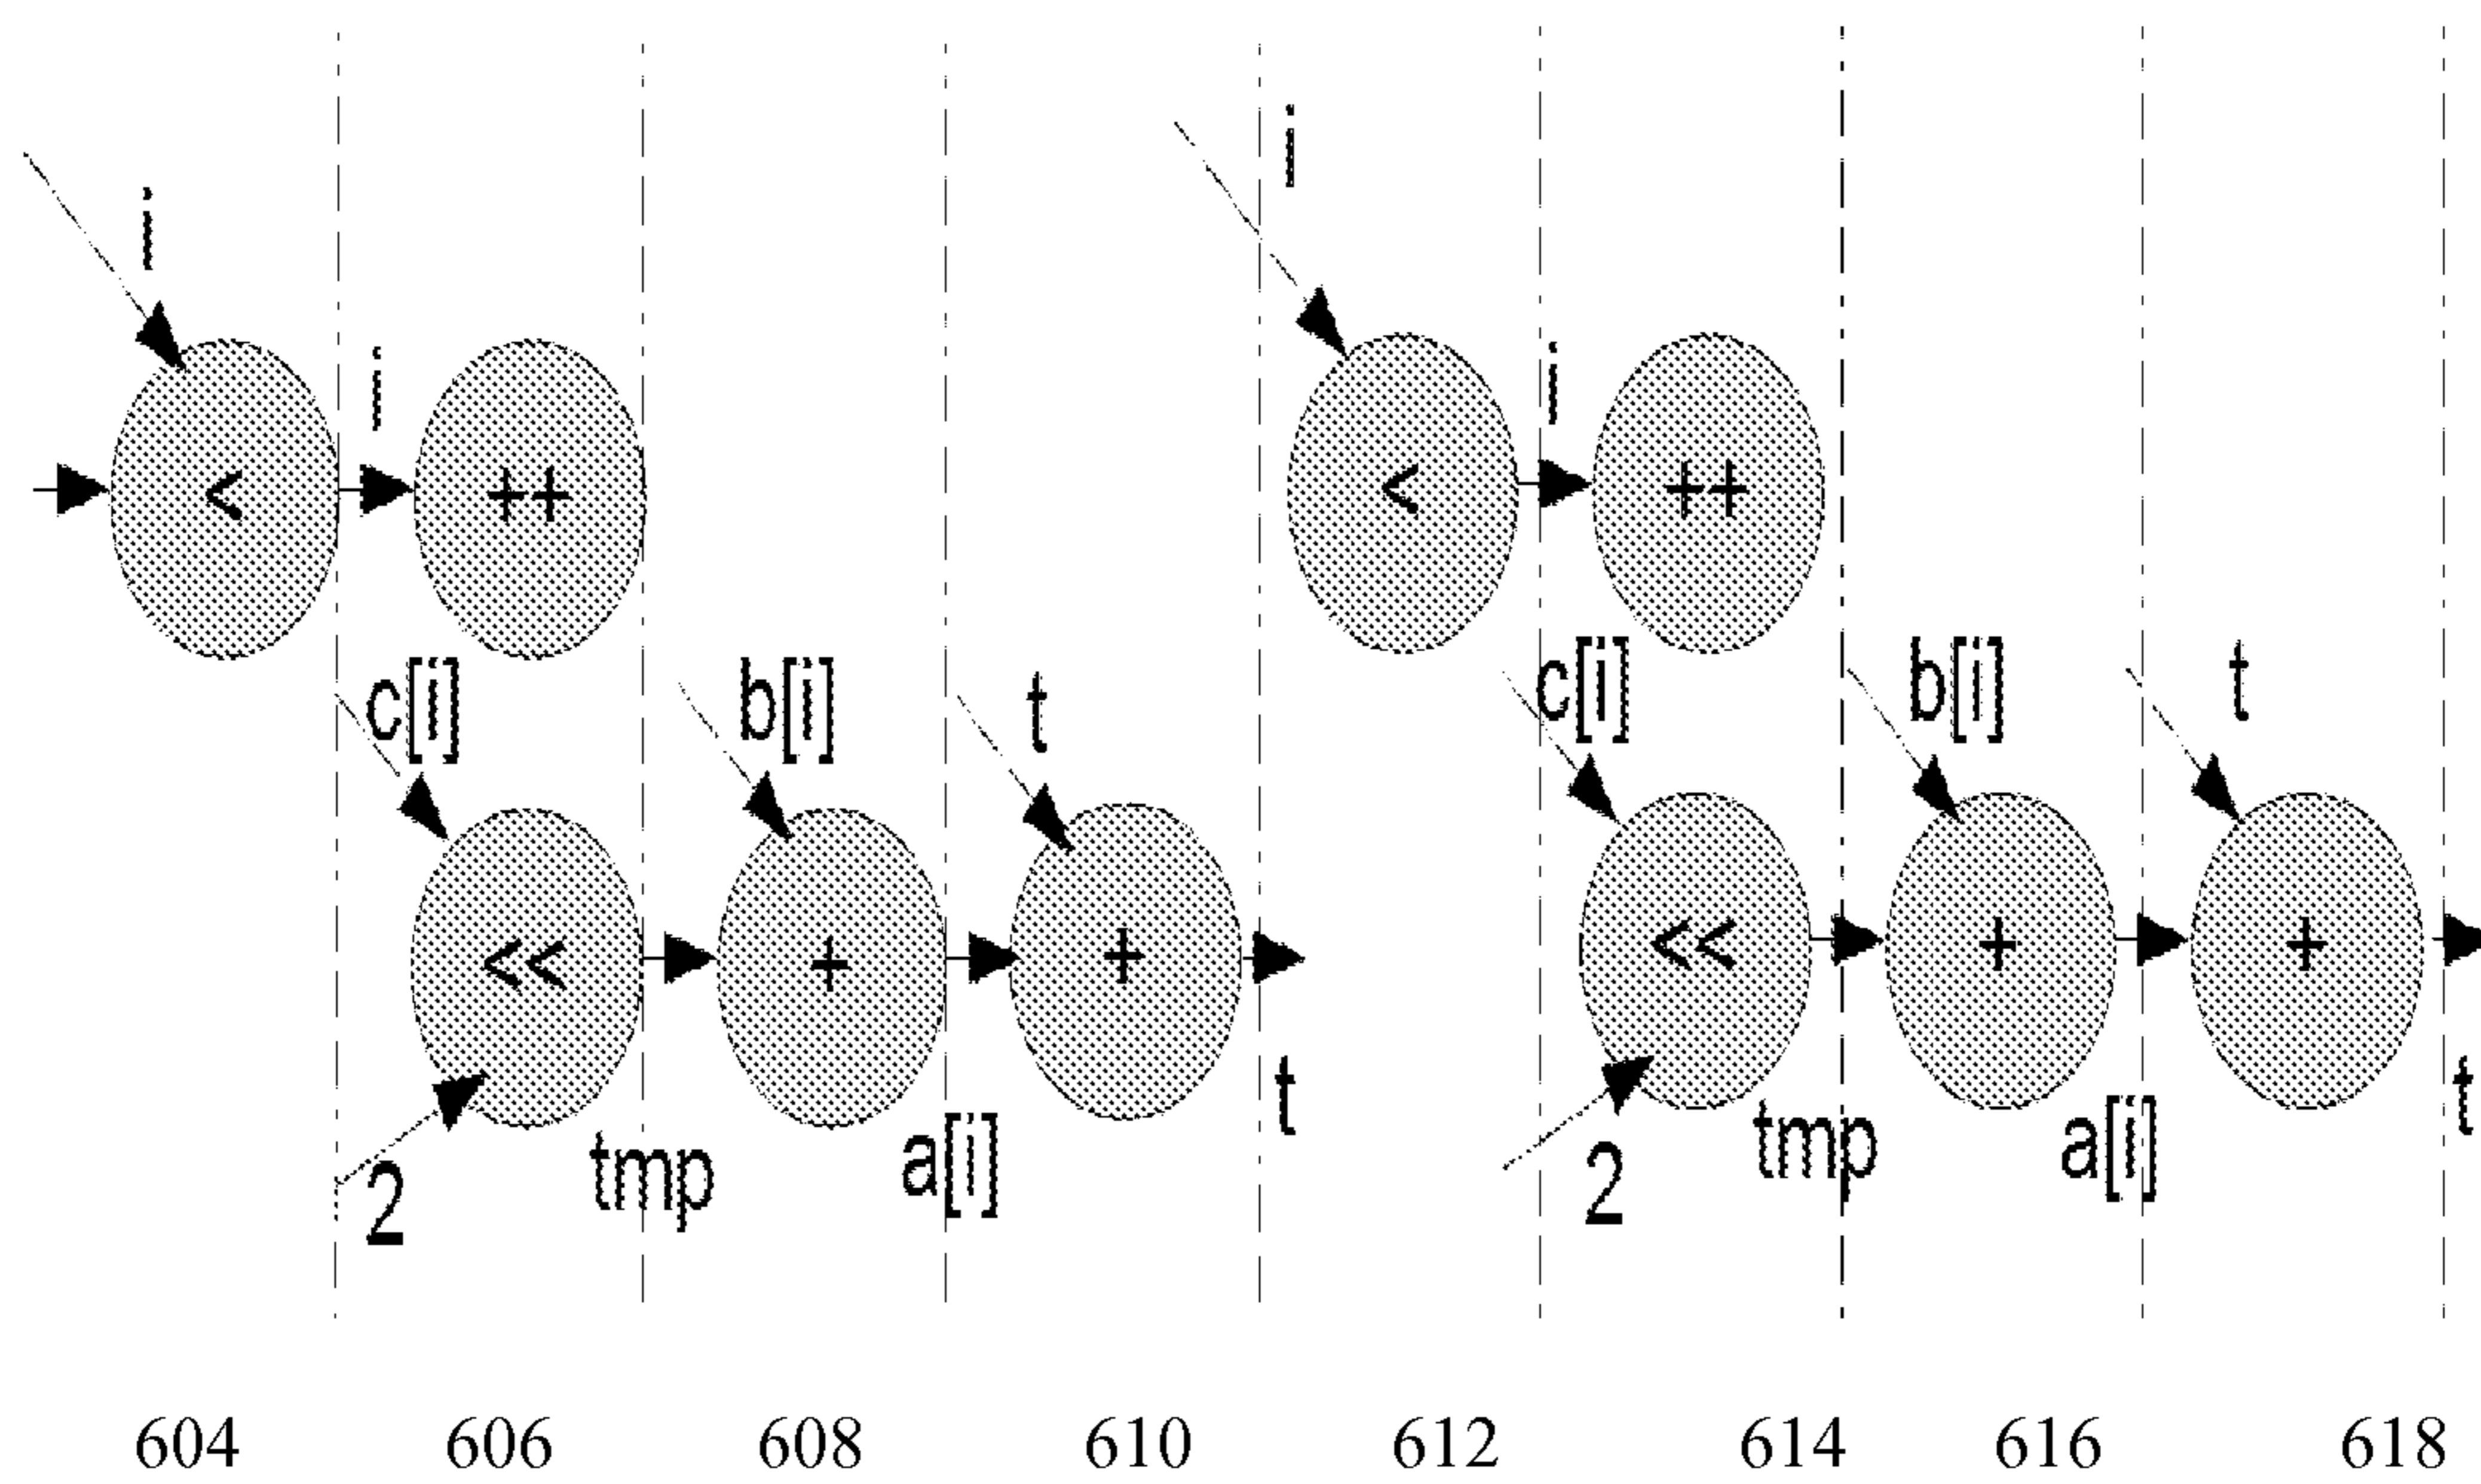 i
i
i
i
< ++
< ++
c[i] b[i] t
c[i] b[i] t
<< + +
<< + +
t
t
2 tmp a[i]
2 tmp a[i]
604 606 608 610 612 614 616 618